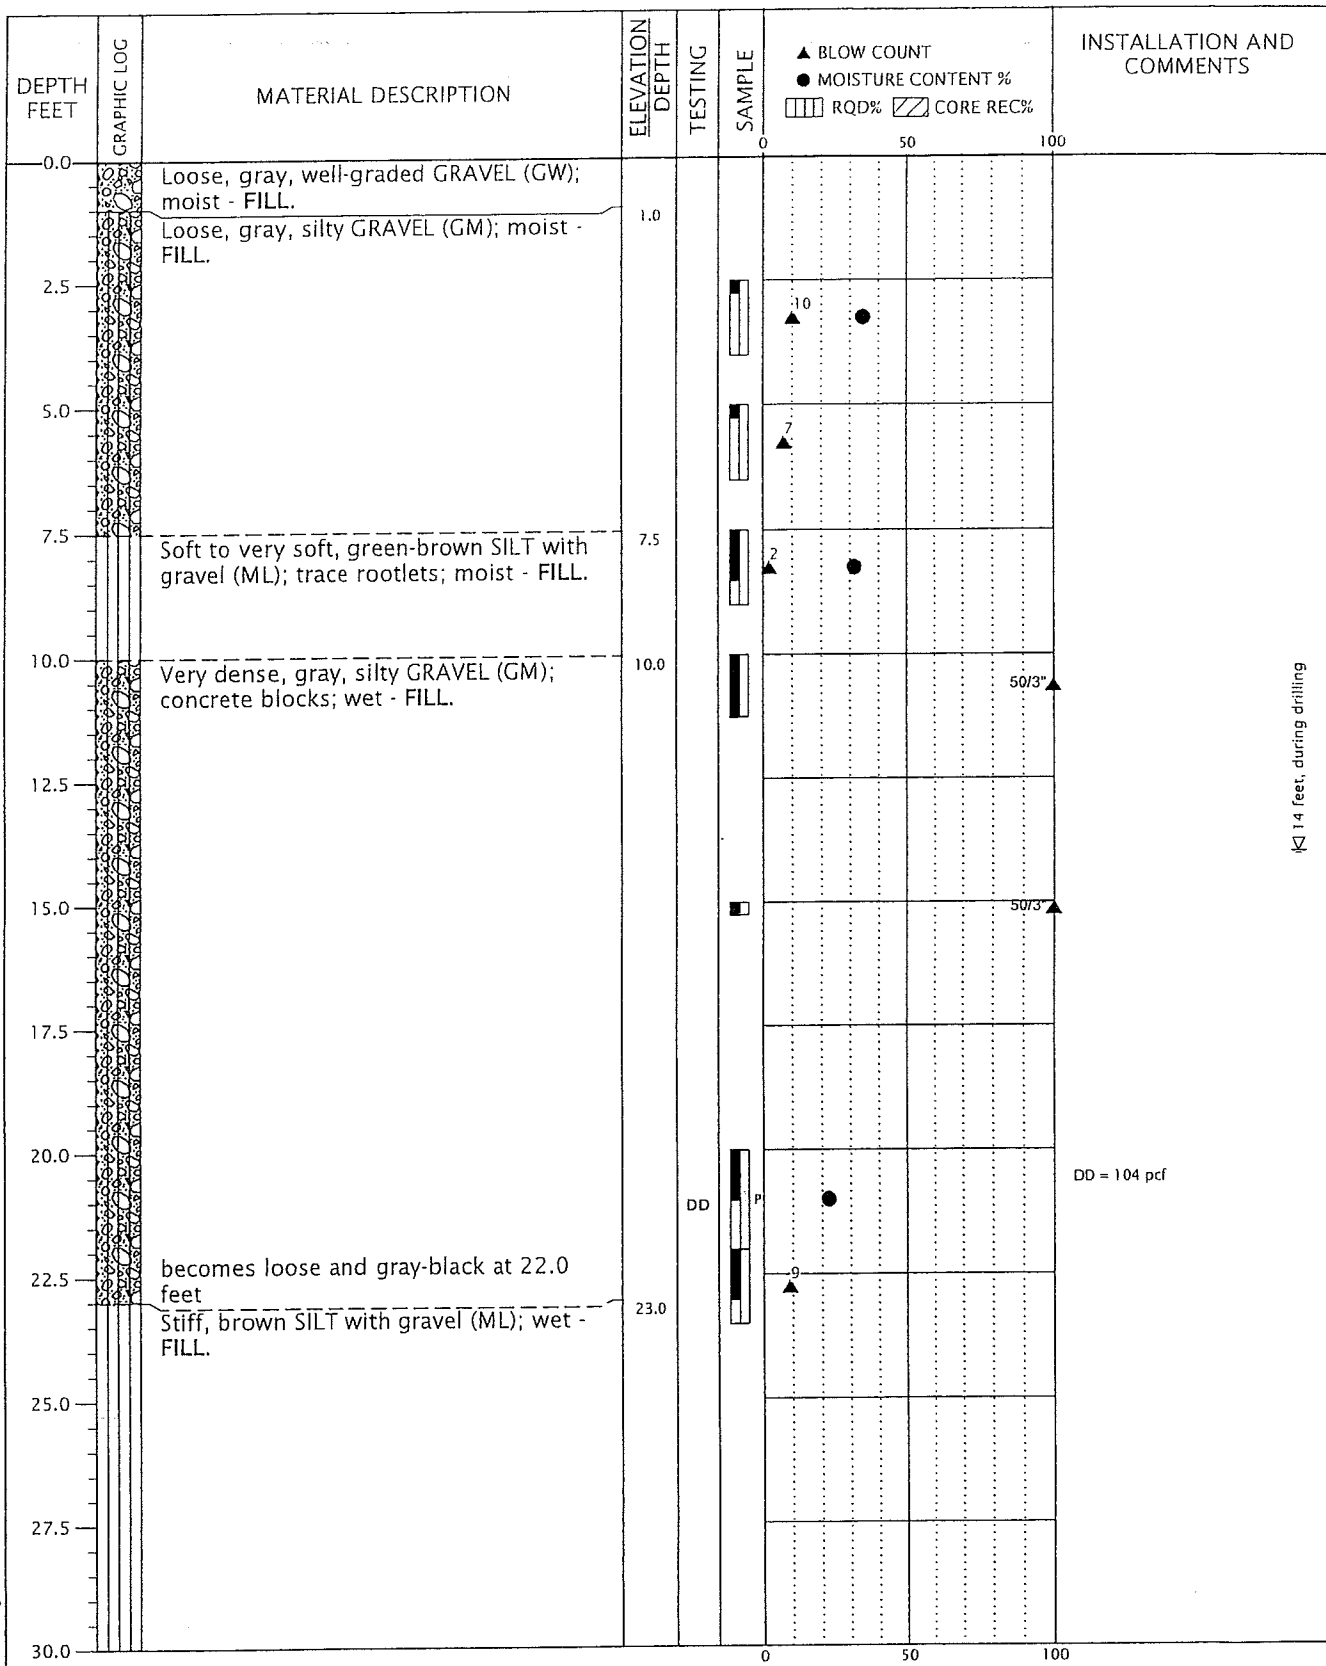 DEPTH
FEET
GRAPHIC LOG
MATERIAL DESCRIPTION
ELEVATION
DEPTH
TESTING
SAMPLE
▲ BLOW COUNT
● MOISTURE CONTENT %
RQD% CORE REC%
INSTALLATION AND
COMMENTS
0 50 100
0.0
Loose, gray, well-graded GRAVEL (GW);
moist - FILL.
1.0
Loose, gray, silty GRAVEL (GM); moist -
FILL.
2.5
10
5.0
7
7.5
7.5
Soft to very soft, green-brown SILT with
gravel (ML); trace rootlets; moist - FILL.
2
10.0
10.0
Very dense, gray, silty GRAVEL (GM);
concrete blocks; wet - FILL.
50/3"
12.5
14 feet, during drilling
15.0
50/3"
17.5
20.0
DD
P
DD = 104 pcf
becomes loose and gray-black at 22.0
feet
22.5
9
23.0
Stiff, brown SILT with gravel (ML); wet -
FILL.
25.0
27.5
30.0
0 50 100